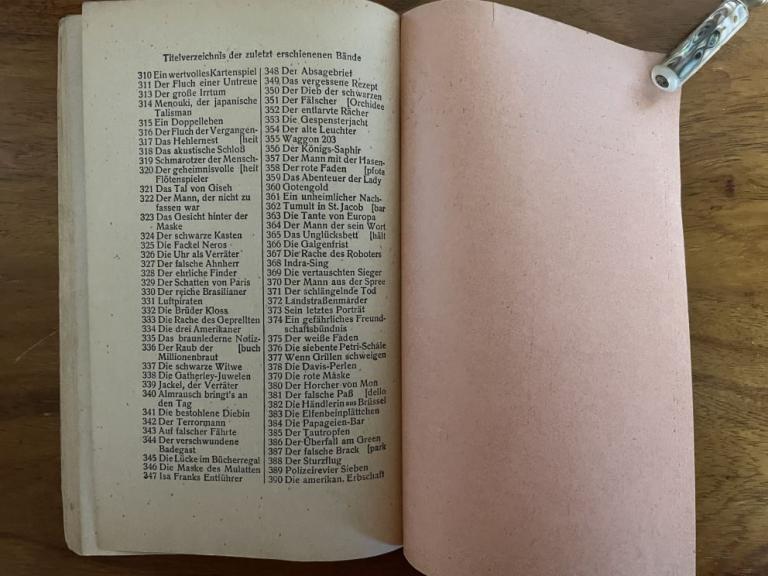 Titelverzeichnis der zuletzt erschienenen Bände
310 Ein wertvolles Kartenspiel
311 Der Fluch einer Untreue
313 Der große Irrtum
314 Menouki, der japanische
Talisman
315 Ein Doppelleben
316 Der Fluch der Vergangen-
317 Das Hehlernest [heit
318 Das akustische Schloß
319 Schmarotzer der Mensch-
320 Der geheimnisvolle [heit
Flötenspieler
321 Das Tal von Giseh
322 Der Mann, der nicht zu
fassen war
323 Das Gesicht hinter der
Maske
324 Der schwarze Kasten
325 Die Fackel Neros
326 Die Uhr als Verräter
327 Der falsche Ahnherr
328 Der ehrliche Finder
329 Der Schatten von Paris
330 Der reiche Brasilianer
331 Luftpiraten
332 Die Brüder Kloss
333 Die Rache des Geprellten
334 Die drei Amerikaner
335 Das braunlederne Notiz-
336 Der Raub der [buch
Millionenbraut
337 Die schwarze Witwe
338 Die Gatherley-Juwelen
339 Jackel, der Verräter
340 Almrausch bringt's an
den Tag
341 Die bestohlene Diebin
342 Der Terrormann
343 Auf falscher Fährte
344 Der verschwundene
Badegast
345 Die Lücke im Bücherregal
346 Die Maske des Mulatten
347 Isa Franks Entführer
348 Der Absagebrief
349 Das vergessene Rezept
350 Der Dieb der schwarzen
351 Der Fälscher [Orchidee
352 Der entlarvte Rächer
353 Die Gespensterjacht
354 Der alte Leuchter
355 Waggon 203
356 Der Königs-Saphir
357 Der Mann mit der Hasen-
358 Der rote Faden [pfote
359 Das Abenteuer der Lady
360 Gotengold
361 Ein unheimlicher Nach-
362 Tumult in St. Jacob [bar
363 Die Tante von Europa
364 Der Mann der sein Wort
365 Das Unglücksbett [hält
366 Die Galgenfrist
367 Die Rache des Roboters
368 Indra-Sing
369 Die vertauschten Sieger
370 Der Mann aus der Spree
371 Der schlängelnde Tod
372 Landstraßenmarder
373 Sein letztes Porträt
374 Ein gefährliches Freund-
schaftsbündnis
375 Der weiße Faden
376 Die siebente Petri-Schale
377 Wenn Grillen schweigen
378 Die Davis-Perlen
379 Die rote Maske
380 Der Horcher von Mon
381 Der falsche Paß [dello
382 Die Händlerin aus Brüssel
383 Die Elfenbeinplättchen
384 Die Papageien-Bar
385 Der Tautropfen
386 Der Überfall am Green
387 Der falsche Brack [park
388 Der Sturzflug
389 Polizeirevier Sieben
390 Die amerikan. Erbschaft